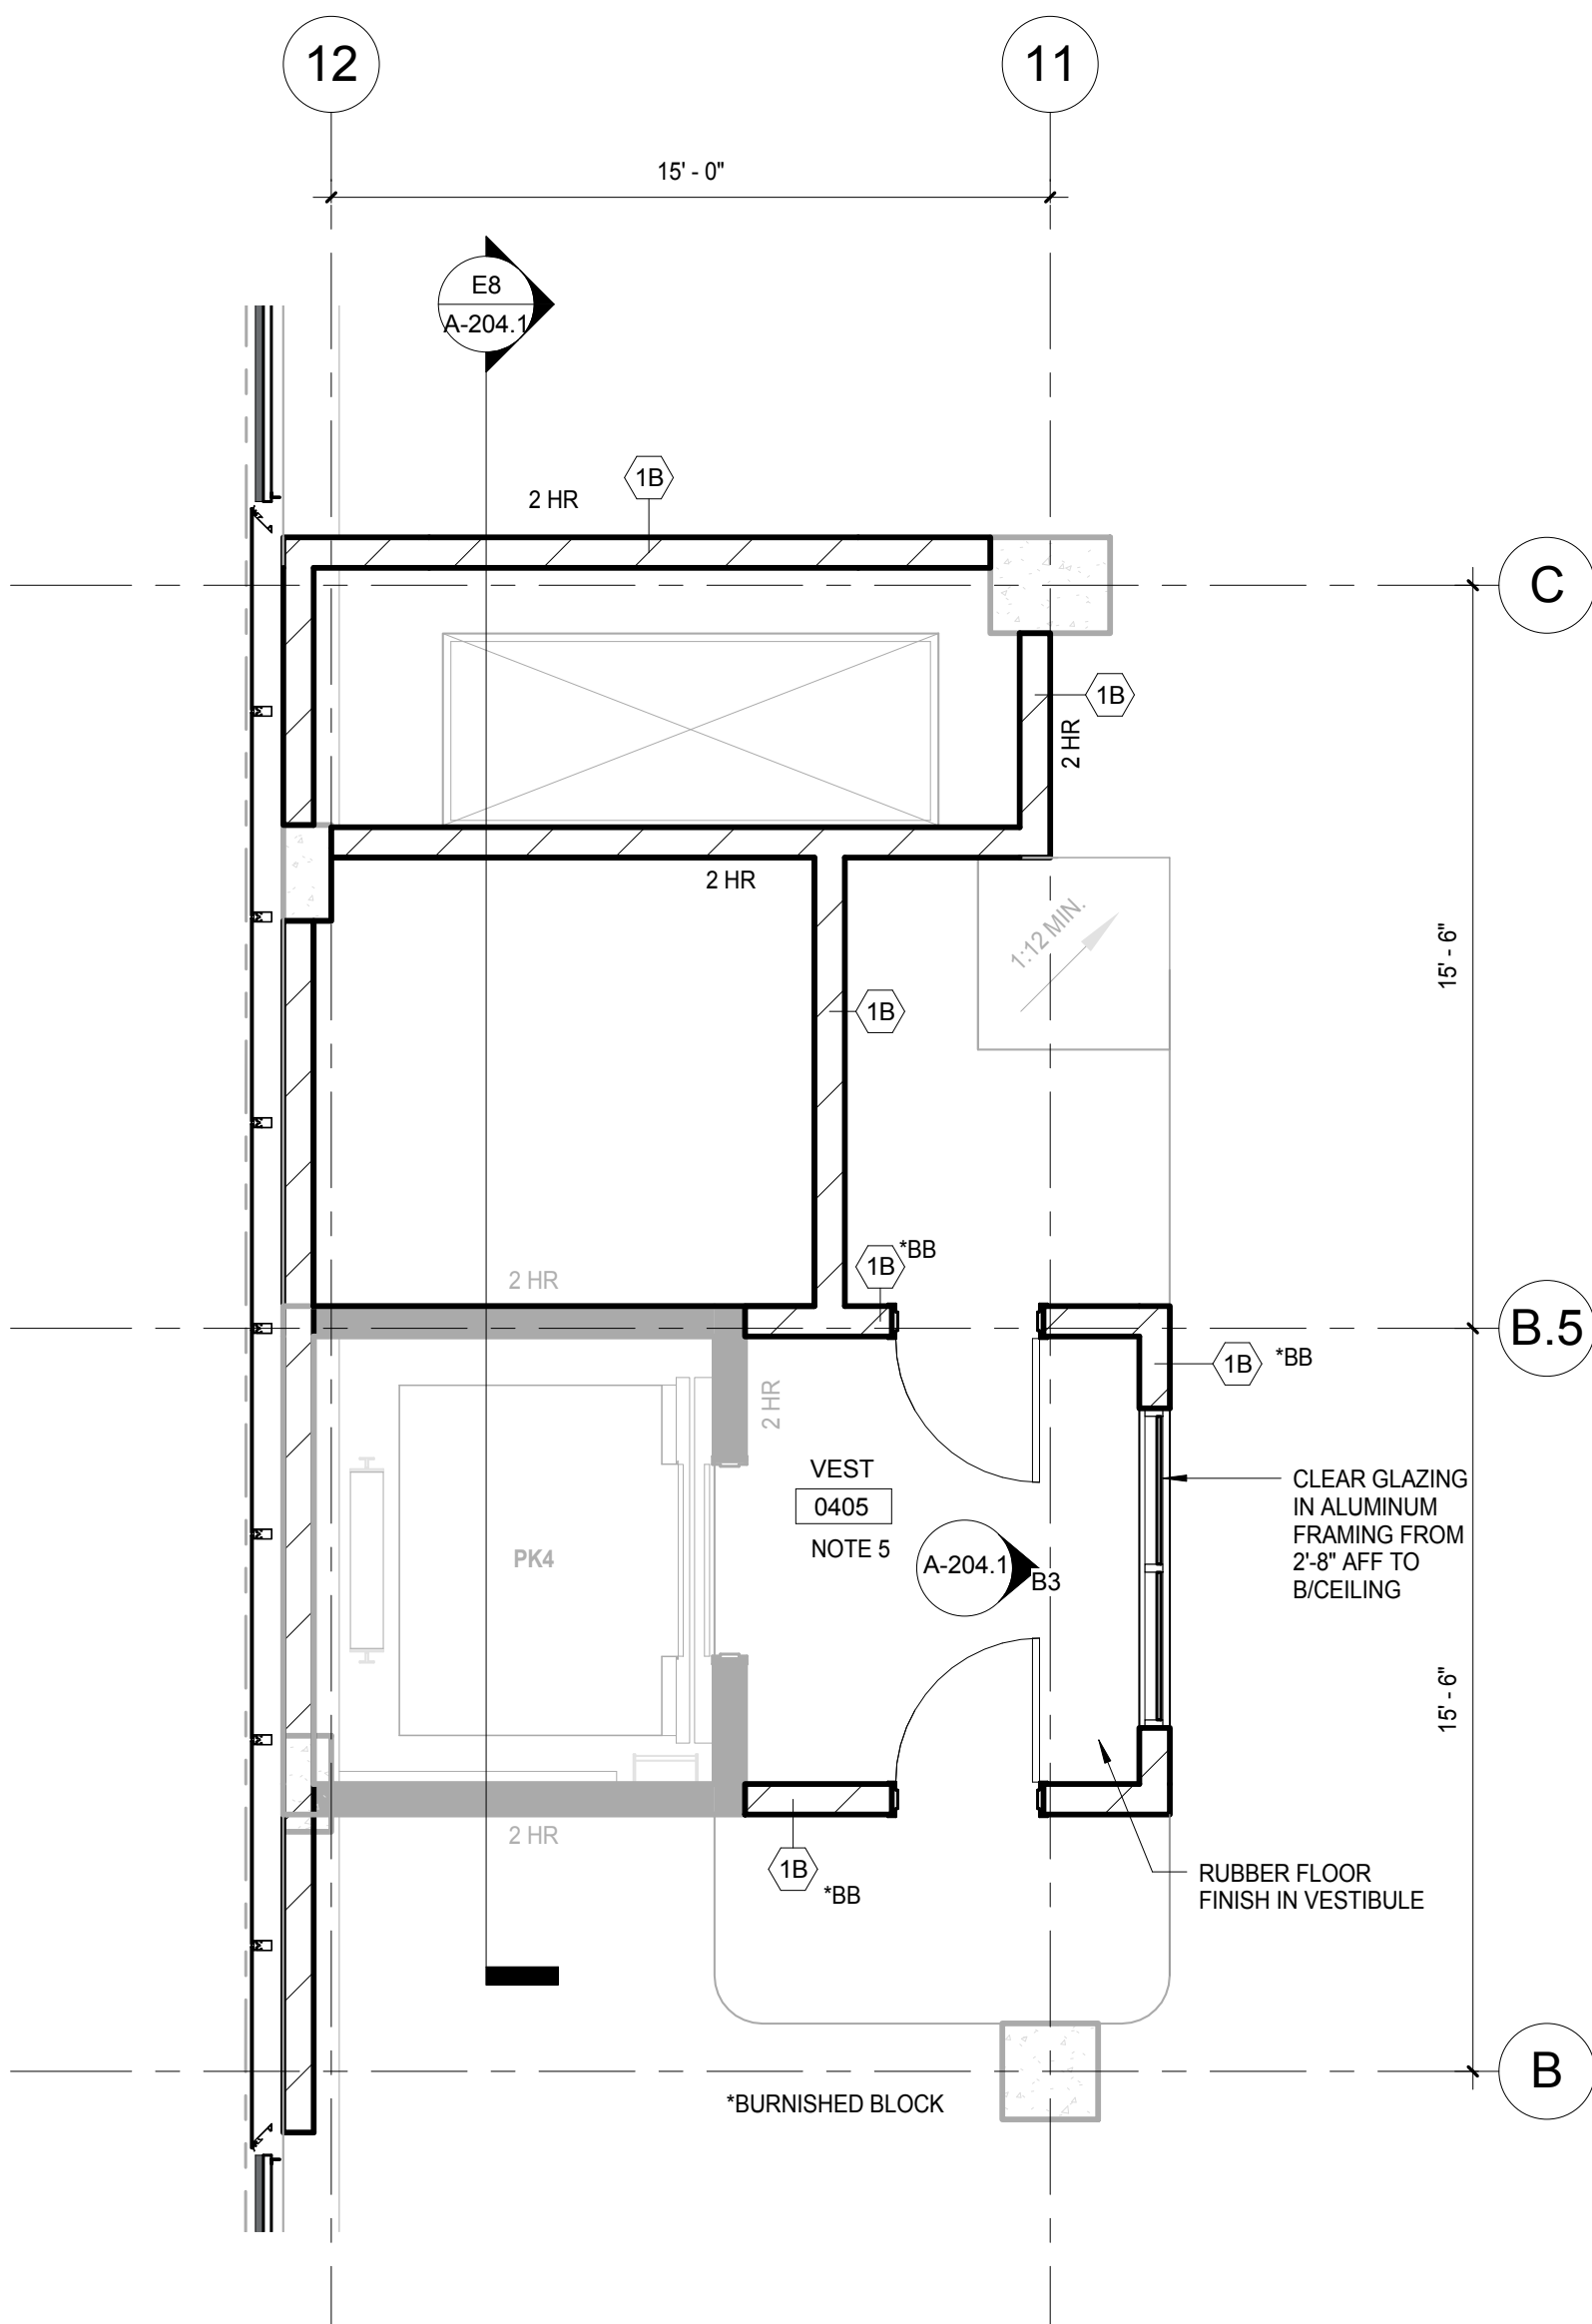 12
11
15' - 0"
E8
A-204.1
1B
2 HR
C
1B
2 HR
2 HR
1:12 MIN.
15' - 6"
1B
*BB
1B
2 HR
B.5
1B
*BB
2 HR
VEST
0405
NOTE 5
CLEAR GLAZING
IN ALUMINUM
FRAMING FROM
2'-8" AFF TO
B/CEILING
PK4
A-204.1
B3
15' - 6"
2 HR
1B
*BB
RUBBER FLOOR
FINISH IN VESTIBULE
B
*BURNISHED BLOCK